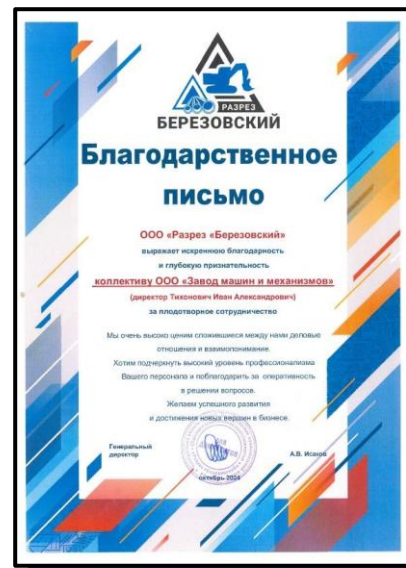 РАЗРЕЗ
БЕРЕЗОВСКИЙ
Благодарственное
письмо
ООО «Разрез «Березовский»
выражает искреннюю благодарность
и глубокую признательность
коллективу ООО «Завод машин и механизмов»
(директор Тихонович Иван Александрович)
за плодотворное сотрудничество
Мы очень высоко ценим сложившиеся между нами деловые
отношения и взаимопонимание.
Хотим подчеркнуть высокий уровень профессионализма
Вашего персонала и поблагодарить за оперативность
в решении вопросов.
Желаем успешного развития
и достижения новых вершин в бизнесе.
Генеральный
директор
А.В. Исаков
октябрь 2024